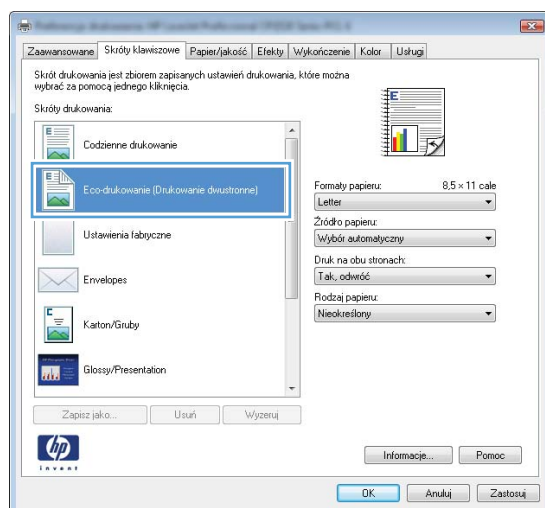 Zaawansowane Skróty klawiszowe Papier/jakość Efekty Wykończenie Kolor Usługi
Skrót drukowania jest zbiorem zapisanych ustawień drukowania, które można
wybrać za pomocą jednego kliknięcia.
Skróty drukowania:
Codzienne drukowanie
Eco-drukowanie (Drukowanie dwustronne)
Ustawienia fabryczne
Envelopes
Karton/Gruby
Glossy/Presentation
Zapisz jako... Usuń Wyzeruj
E
Formaty papieru: 8,5 × 11 cale
Letter
Źródło papieru:
Wybór automatyczny
Druk na obu stronach:
Tak, odwróć
Rodzaj papieru:
Nieokreślony
hp
invent
Informacje... Pomoc
OK Anuluj Zastosuj